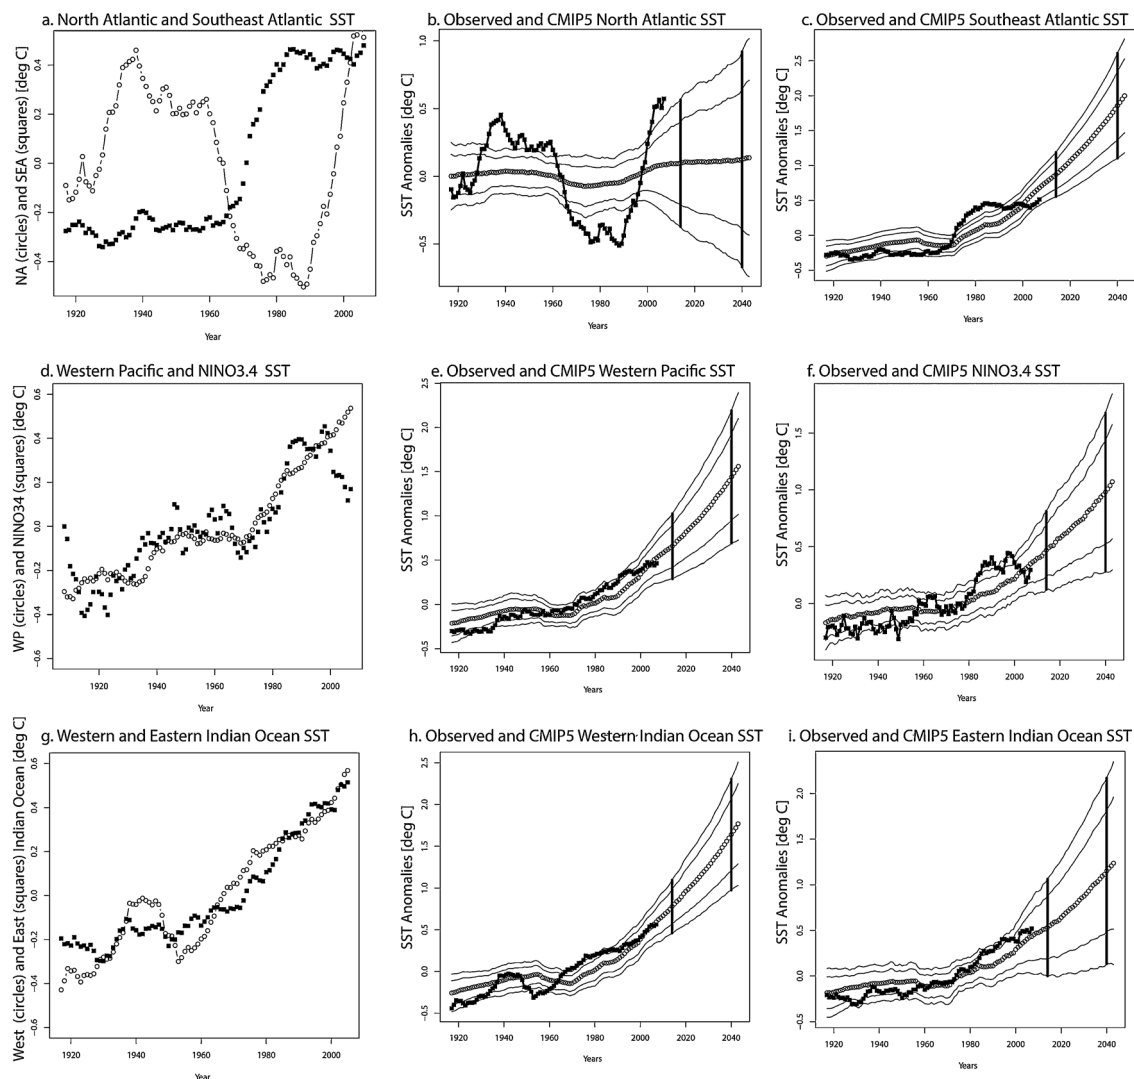 a. North Atlantic and Southeast Atlantic SST
NA (circles) and SEA (squares) [deg C]
0.4
0.2
0.0
−0.2
−0.4
1920 1940 1960 1980 2000
Year
b. Observed and CMIP5 North Atlantic SST
SST Anomalies [deg C]
1.0
0.5
0.0
−0.5
1920 1940 1960 1980 2000 2020 2040
Years
c. Observed and CMIP5 Southeast Atlantic SST
SST Anomalies [deg C]
2.5
2.0
1.5
1.0
0.5
0.0
−0.5
1920 1940 1960 1980 2000 2020 2040
Years
d. Western Pacific and NINO3.4 SST
WP (circles) and NINO34 (squares) [deg C]
0.6
0.4
0.2
0.0
−0.2
−0.4
−0.6
1920 1940 1960 1980 2000
Year
e. Observed and CMIP5 Western Pacific SST
SST Anomalies [deg C]
2.5
2.0
1.5
1.0
0.5
0.0
−0.5
1920 1940 1960 1980 2000 2020 2040
Years
f. Observed and CMIP5 NINO3.4 SST
SST Anomalies [deg C]
1.5
1.0
0.5
0.0
1920 1940 1960 1980 2000 2020 2040
Years
g. Western and Eastern Indian Ocean SST
West (circles) and East (squares) Indian Ocean [deg C]
0.6
0.4
0.2
0.0
−0.2
−0.4
−0.6
1920 1940 1960 1980 2000
Year
h. Observed and CMIP5 Western Indian Ocean SST
SST Anomalies [deg C]
2.5
2.0
1.5
1.0
0.5
0.0
−0.5
1920 1940 1960 1980 2000 2020 2040
Years
i. Observed and CMIP5 Eastern Indian Ocean SST
SST Anomalies [deg C]
2.0
1.5
1.0
0.5
0.0
−0.5
1920 1940 1960 1980 2000 2020 2040
Years